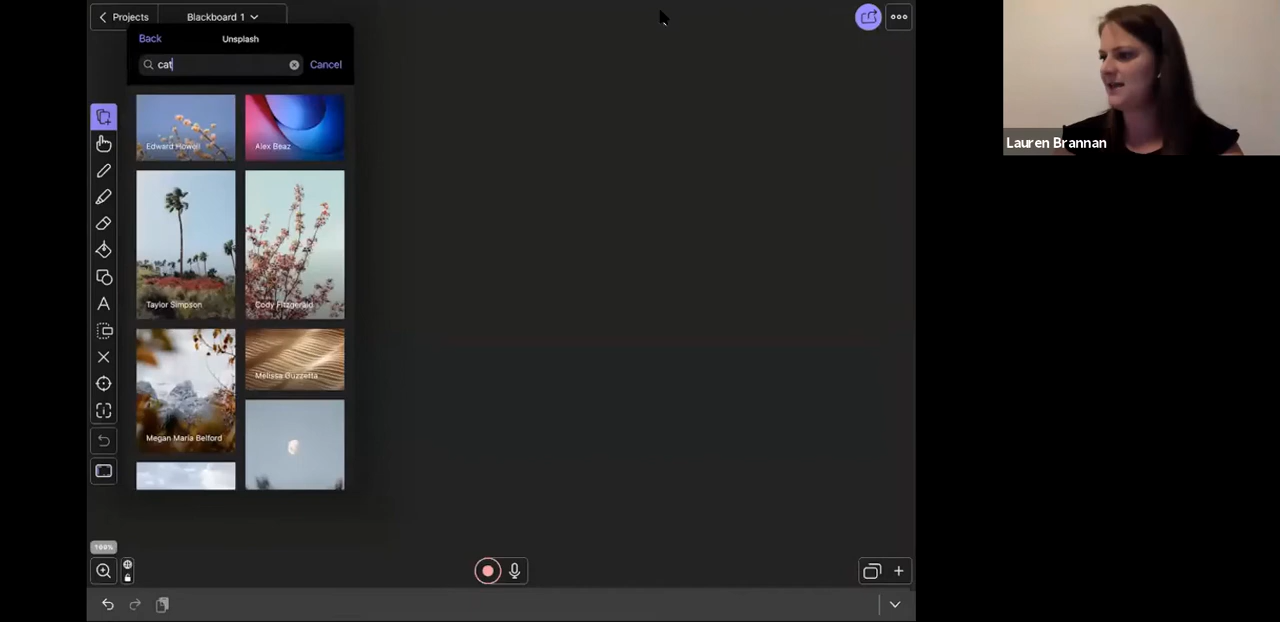 Projects
Blackboard 1
Back
Unsplash
cat
Cancel
Edward Howell
Alex Beaz
Taylor Simpson
Cody Fitzgerald
Melissa Guzzetta
Megan Maria Belford
100%
Lauren Brannan